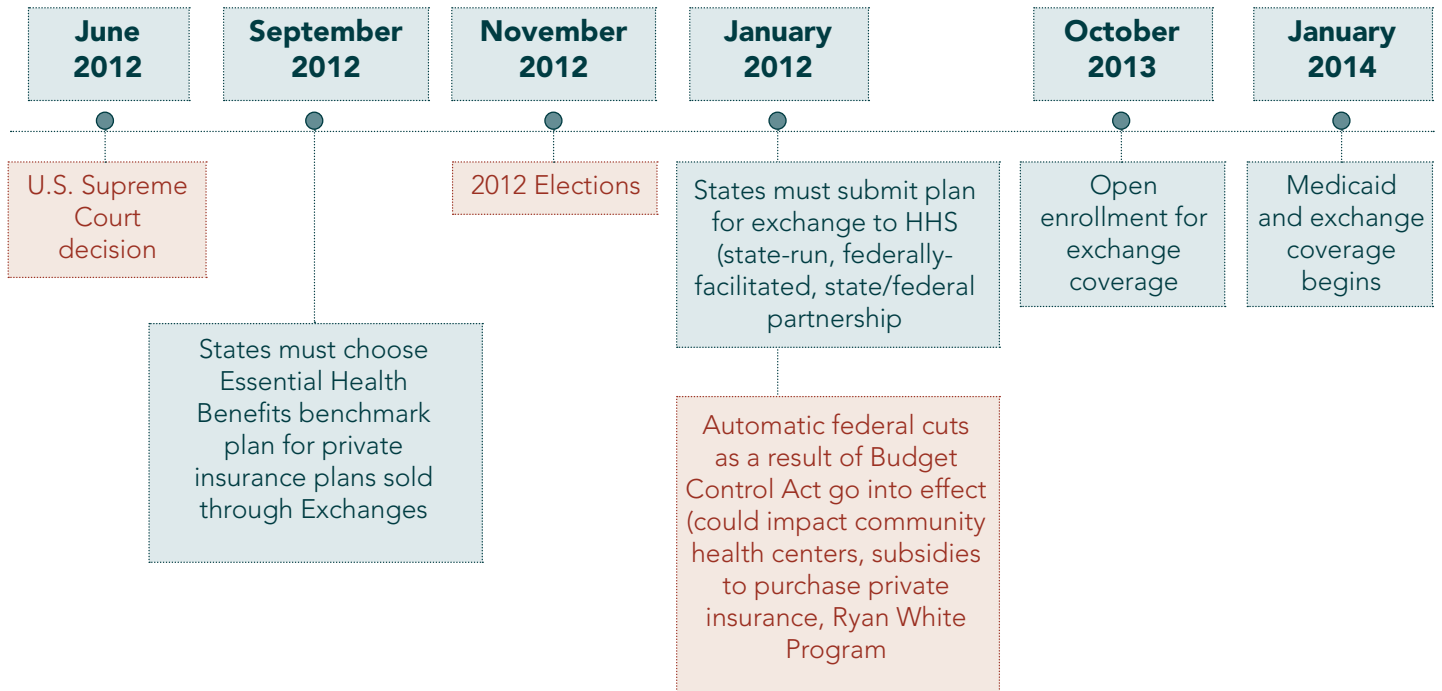 June
2012
September
2012
November
2012
January
2012
October
2013
January
2014
U.S. Supreme
Court
decision
States must choose
Essential Health
Benefits benchmark
plan for private
insurance plans sold
through Exchanges
2012 Elections
States must submit plan
for exchange to HHS
(state-run, federally-
facilitated, state/federal
partnership
Automatic federal cuts
as a result of Budget
Control Act go into effect
(could impact community
health centers, subsidies
to purchase private
insurance, Ryan White
Program
Open
enrollment for
exchange
coverage
Medicaid
and exchange
coverage
begins